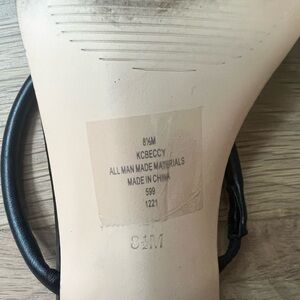 8½M
KCBECCY
ALL MAN MADE MATERIALS
MADE IN CHINA
599
1221
8½M